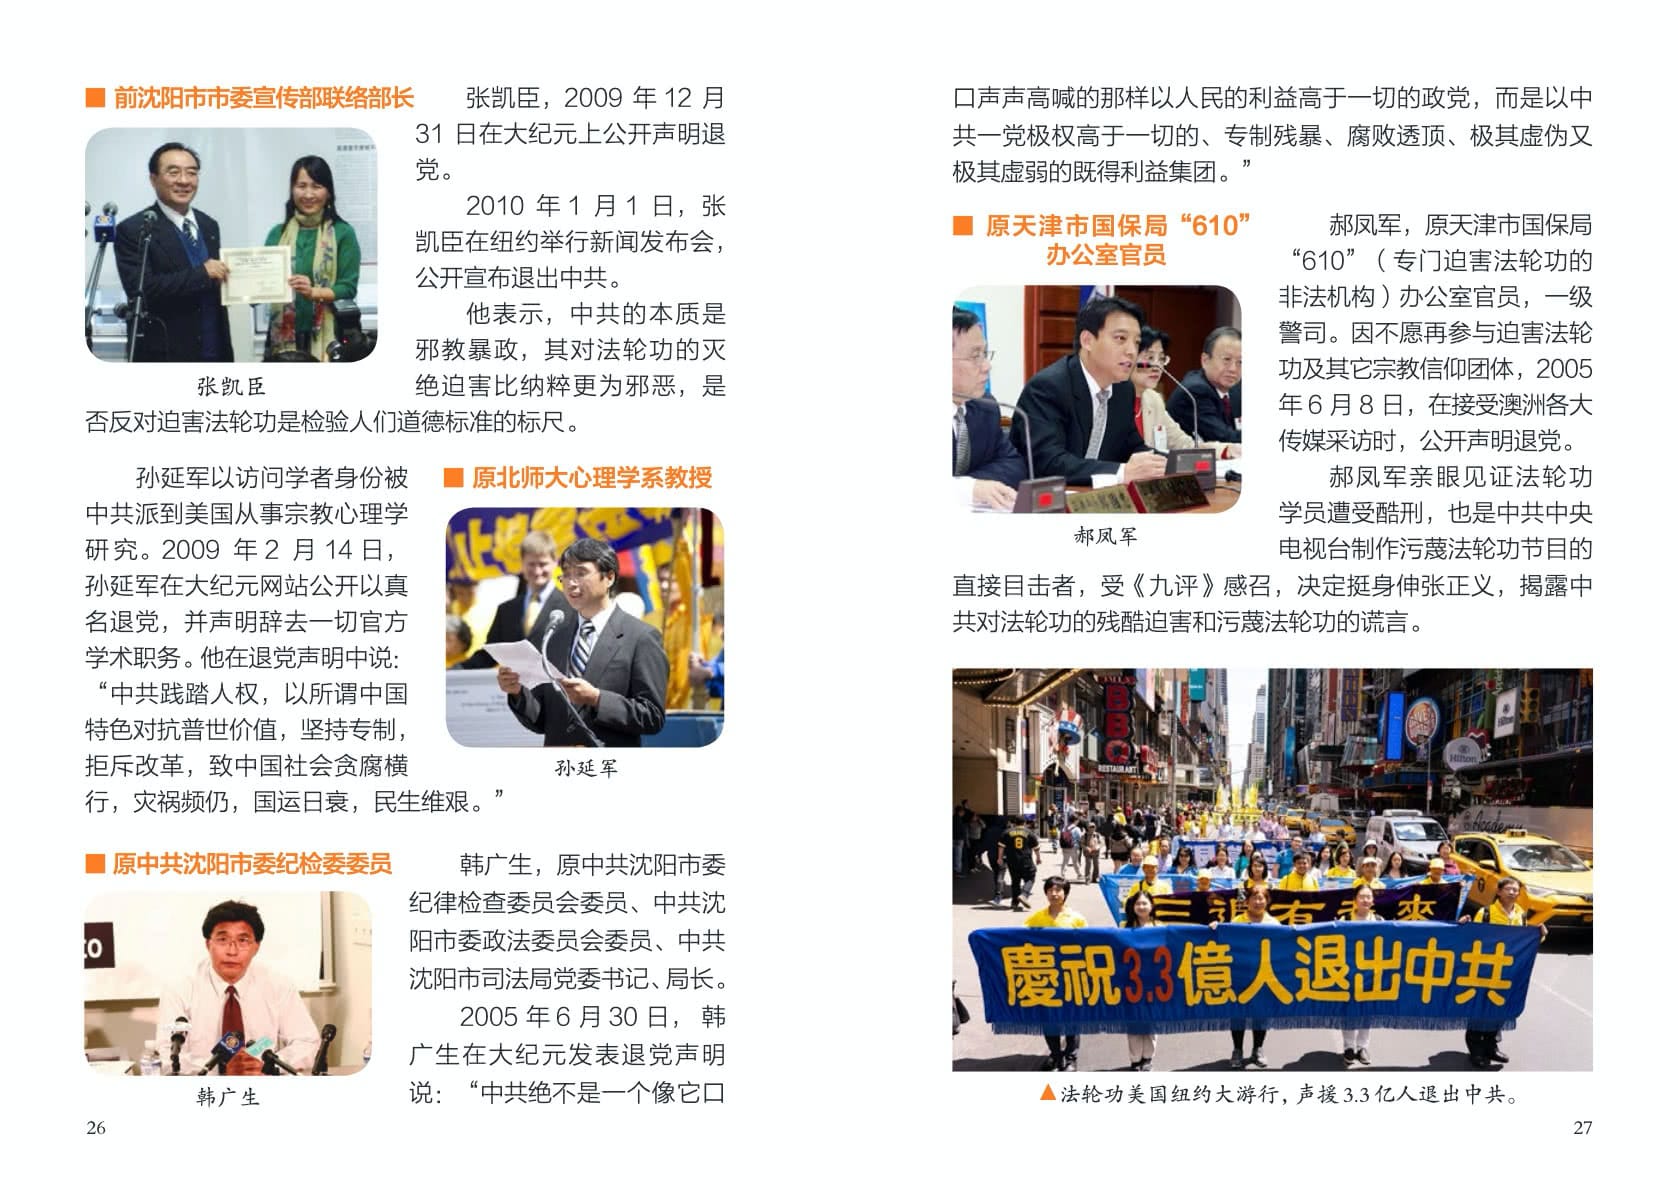 ■ 前沈阳市市委宣传部联络部长
张凯臣
张凯臣，2009 年 12 月
31 日在大纪元上公开声明退
党。
2010 年 1 月 1 日，张
凯臣在纽约举行新闻发布会，
公开宣布退出中共。
他表示，中共的本质是
邪教暴政，其对法轮功的灭
绝迫害比纳粹更为邪恶，是
否反对迫害法轮功是检验人们道德标准的标尺。
孙延军以访问学者身份被
中共派到美国从事宗教心理学
研究。2009 年 2 月 14 日，
孙延军在大纪元网站公开以真
名退党，并声明辞去一切官方
学术职务。他在退党声明中说：
“中共践踏人权，以所谓中国
特色对抗普世价值，坚持专制，
拒斥改革，致中国社会贪腐横
行，灾祸频仍，国运日衰，民生维艰。”
■ 原北师大心理学系教授
孙延军
■ 原中共沈阳市委纪检委委员
韩广生
韩广生，原中共沈阳市委
纪律检查委员会委员、中共沈
阳市委政法委员会委员、中共
沈阳市司法局党委书记、局长。
2005 年 6 月 30 日， 韩
广生在大纪元发表退党声明
说：“中共绝不是一个像它口
26
口声声高喊的那样以人民的利益高于一切的政党，而是以中
共一党极权高于一切的、专制残暴、腐败透顶、极其虚伪又
极其虚弱的既得利益集团。”
■ 原天津市国保局“610”
办公室官员
郝凤军
郝凤军，原天津市国保局
“610”（专门迫害法轮功的
非法机构）办公室官员，一级
警司。因不愿再参与迫害法轮
功及其它宗教信仰团体，2005
年 6 月 8 日，在接受澳洲各大
传媒采访时，公开声明退党。
郝凤军亲眼见证法轮功
学员遭受酷刑，也是中共中央
电视台制作污蔑法轮功节目的
直接目击者，受《九评》感召，决定挺身伸张正义，揭露中
共对法轮功的残酷迫害和污蔑法轮功的谎言。
BBQ
RESTAURANT
Hilton
Hilton
Academy
三退有未來
慶祝3.3億人退出中共
▲法轮功美国纽约大游行，声援3.3亿人退出中共。
27